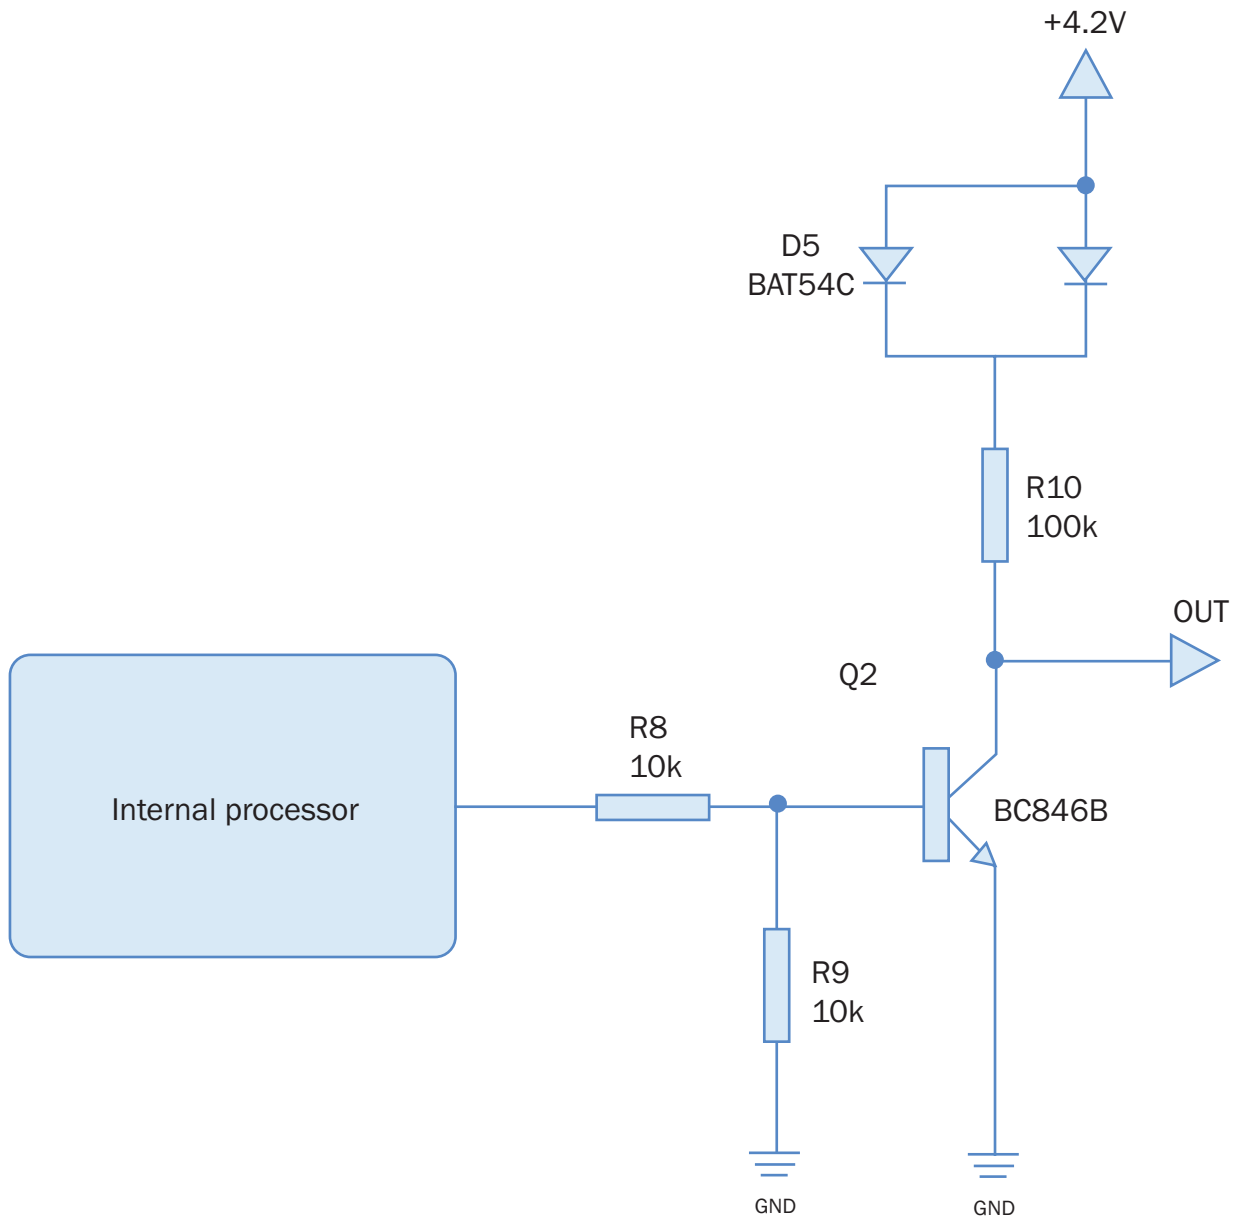 +4.2V
D5
BAT54C
R10
100k
OUT
Q2
R8
10k
Internal processor
BC846B
R9
10k
GND
GND